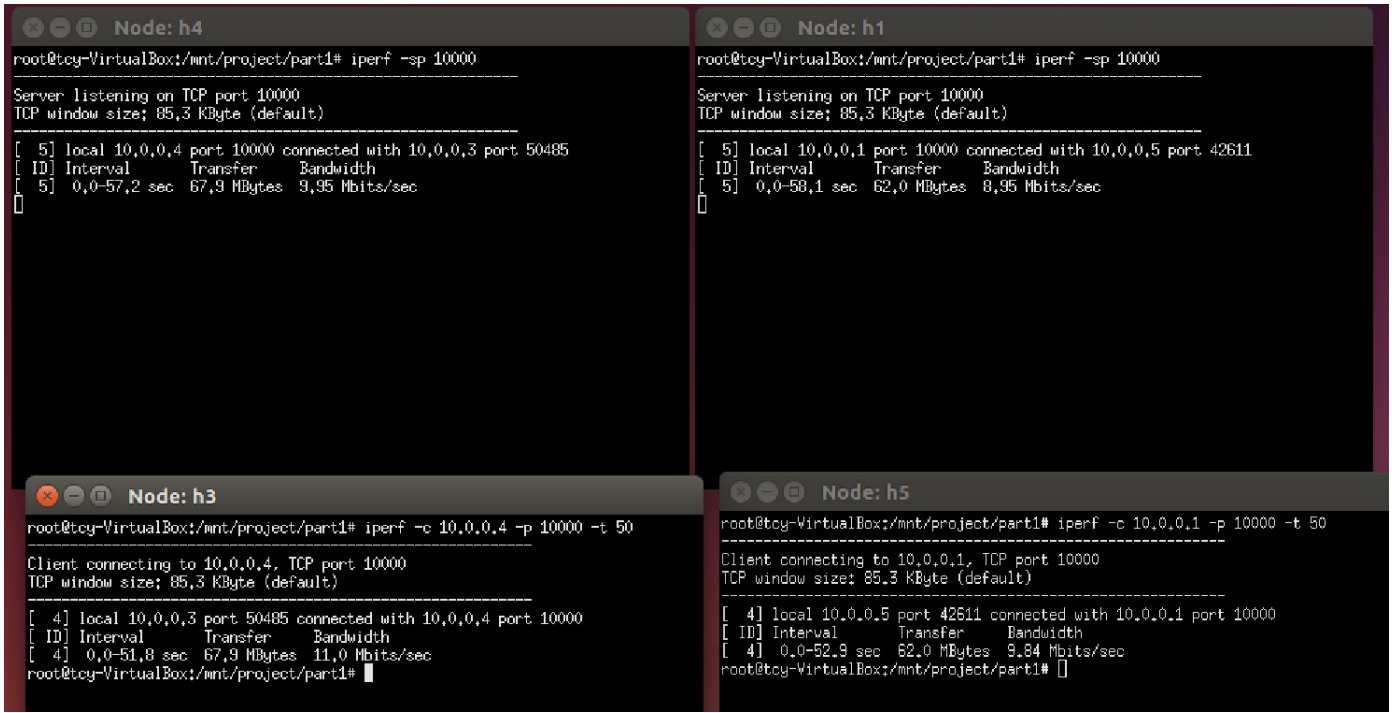 Node: h4
root@tcy-VirtualBox:/mnt/project/part1# iperf -sp 10000
------------------------------------------------------------
Server listening on TCP port 10000
TCP window size: 85.3 KByte (default)
------------------------------------------------------------
[  5] local 10.0.0.4 port 10000 connected with 10.0.0.3 port 50485
[ ID] Interval       Transfer     Bandwidth
[  5]  0.0-57.2 sec  67.9 MBytes  9.95 Mbits/sec
Node: h1
root@tcy-VirtualBox:/mnt/project/part1# iperf -sp 10000
------------------------------------------------------------
Server listening on TCP port 10000
TCP window size: 85.3 KByte (default)
------------------------------------------------------------
[  5] local 10.0.0.1 port 10000 connected with 10.0.0.5 port 42611
[ ID] Interval       Transfer     Bandwidth
[  5]  0.0-58.1 sec  62.0 MBytes  8.95 Mbits/sec
Node: h3
root@tcy-VirtualBox:/mnt/project/part1# iperf -c 10.0.0.4 -p 10000 -t 50
------------------------------------------------------------
Client connecting to 10.0.0.4, TCP port 10000
TCP window size: 85.3 KByte (default)
------------------------------------------------------------
[  4] local 10.0.0.3 port 50485 connected with 10.0.0.4 port 10000
[ ID] Interval       Transfer     Bandwidth
[  4]  0.0-51.8 sec  67.9 MBytes  11.0 Mbits/sec
root@tcy-VirtualBox:/mnt/project/part1#
Node: h5
root@tcy-VirtualBox:/mnt/project/part1# iperf -c 10.0.0.1 -p 10000 -t 50
------------------------------------------------------------
Client connecting to 10.0.0.1, TCP port 10000
TCP window size: 85.3 KByte (default)
------------------------------------------------------------
[  4] local 10.0.0.5 port 42611 connected with 10.0.0.1 port 10000
[ ID] Interval       Transfer     Bandwidth
[  4]  0.0-52.9 sec  62.0 MBytes  9.84 Mbits/sec
root@tcy-VirtualBox:/mnt/project/part1#